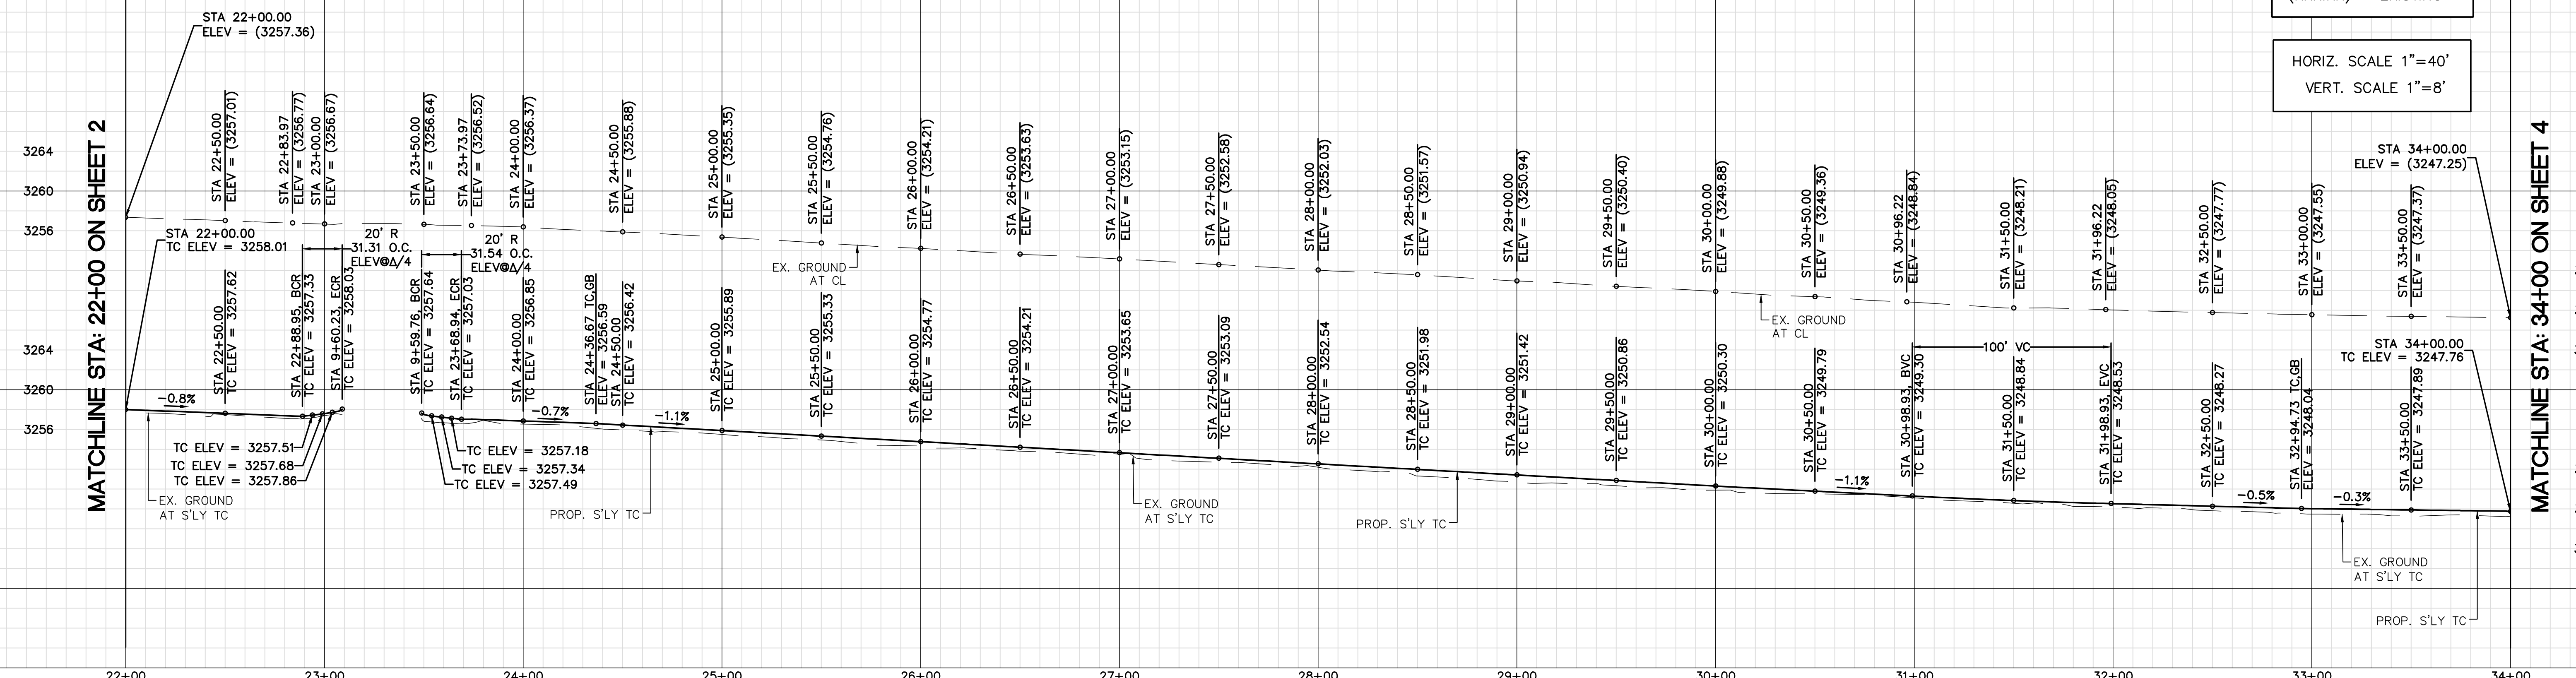 STA 22+00.00
ELEV = (3257.36)
HORIZ. SCALE 1"=40'
VERT. SCALE 1"=8'
MATCHLINE STA: 22+00 ON SHEET 2
3264
3260
3256
STA 22+50.00
ELEV = (3257.01)
STA 22+83.97
ELEV = (3256.77)
STA 23+00.00
ELEV = (3256.67)
STA 23+50.00
ELEV = (3256.64)
STA 23+73.97
ELEV = (3256.52)
STA 24+00.00
ELEV = (3256.37)
STA 24+50.00
ELEV = (3255.88)
STA 25+00.00
ELEV = (3255.35)
STA 25+50.00
ELEV = (3254.76)
STA 26+00.00
ELEV = (3254.21)
STA 26+50.00
ELEV = (3253.63)
STA 27+00.00
ELEV = (3253.15)
STA 27+50.00
ELEV = (3252.58)
STA 28+00.00
ELEV = (3252.03)
STA 28+50.00
ELEV = (3251.57)
STA 29+00.00
ELEV = (3250.94)
STA 29+50.00
ELEV = (3250.40)
STA 30+00.00
ELEV = (3249.88)
STA 30+50.00
ELEV = (3249.36)
STA 30+96.22
ELEV = (3248.84)
STA 31+50.00
ELEV = (3248.21)
STA 31+96.22
ELEV = (3248.05)
STA 32+50.00
ELEV = (3247.77)
STA 33+00.00
ELEV = (3247.55)
STA 33+50.00
ELEV = (3247.37)
STA 34+00.00
ELEV = (3247.25)
MATCHLINE STA: 34+00 ON SHEET 4
EX. GROUND
AT CL
EX. GROUND
AT CL
STA 22+00.00
TC ELEV = 3258.01
20' R
31.31 O.C.
ELEV@Δ/4
20' R
31.54 O.C.
ELEV@Δ/4
3264
3260
3256
STA 22+50.00
TC ELEV = 3257.62
STA 22+88.95, BCR
TC ELEV = 3257.33
STA 9+60.23, ECR
TC ELEV = 3258.03
STA 9+59.76, BCR
TC ELEV = 3257.64
STA 23+68.94, ECR
TC ELEV = 3257.03
STA 24+00.00
TC ELEV = 3256.85
STA 24+36.67 TC,GB
ELEV = 3256.59
STA 24+50.00
TC ELEV = 3256.42
STA 25+00.00
TC ELEV = 3255.89
STA 25+50.00
TC ELEV = 3255.33
STA 26+00.00
TC ELEV = 3254.77
STA 26+50.00
TC ELEV = 3254.21
STA 27+00.00
TC ELEV = 3253.65
STA 27+50.00
TC ELEV = 3253.09
STA 28+00.00
TC ELEV = 3252.54
STA 28+50.00
TC ELEV = 3251.98
STA 29+00.00
TC ELEV = 3251.42
STA 29+50.00
TC ELEV = 3250.86
STA 30+00.00
TC ELEV = 3250.30
STA 30+50.00
TC ELEV = 3249.79
STA 30+98.93, BVC
TC ELEV = 3249.30
100' VC
STA 31+50.00
TC ELEV = 3248.84
STA 31+98.93, EVC
TC ELEV = 3248.53
STA 32+50.00
TC ELEV = 3248.27
STA 32+94.73 TC,GB
ELEV = 3248.04
STA 33+50.00
TC ELEV = 3247.89
STA 34+00.00
TC ELEV = 3247.76
-0.8%
-0.7%
-1.1%
-1.1%
-0.5%
-0.3%
TC ELEV = 3257.51
TC ELEV = 3257.68
TC ELEV = 3257.86
TC ELEV = 3257.18
TC ELEV = 3257.34
TC ELEV = 3257.49
EX. GROUND
AT S'LY TC
PROP. S'LY TC
EX. GROUND
AT S'LY TC
PROP. S'LY TC
EX. GROUND
AT S'LY TC
PROP. S'LY TC
22+00
23+00
24+00
25+00
26+00
27+00
28+00
29+00
30+00
31+00
32+00
33+00
34+00